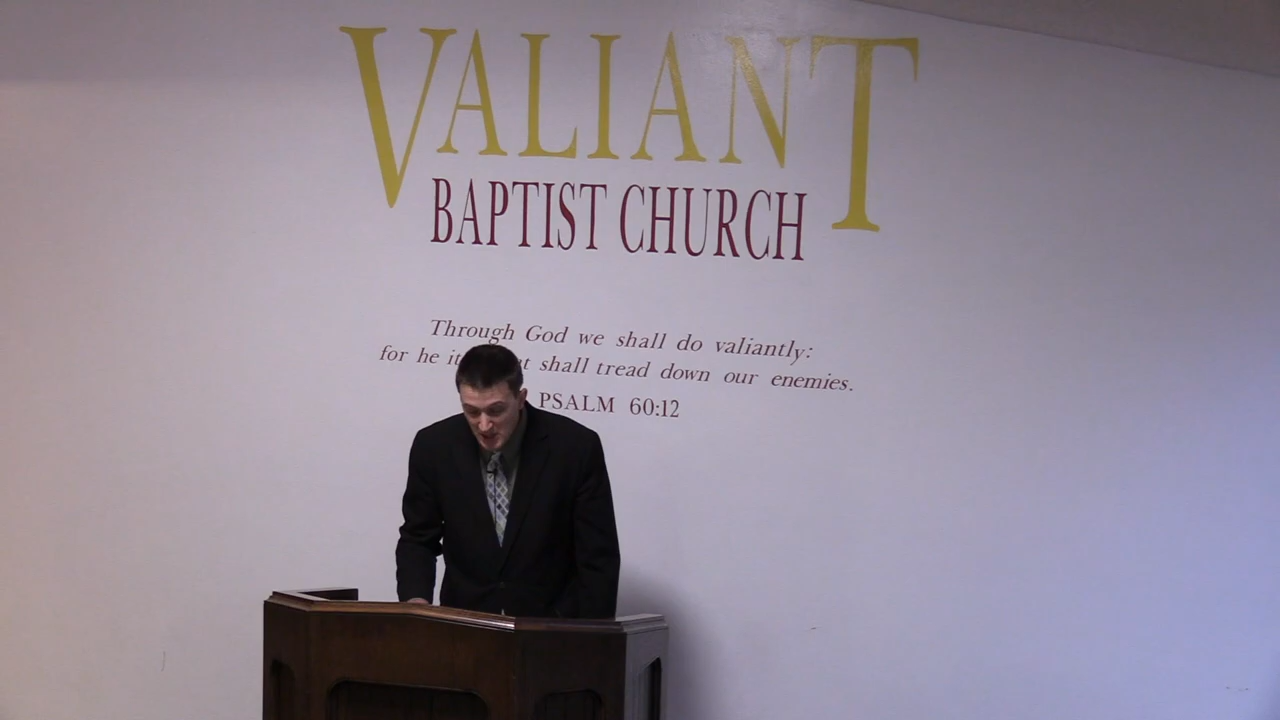 VALIANT
BAPTIST CHURCH
Through God we shall do valiantly:
for he it shall tread down our enemies.
PSALM 60:12